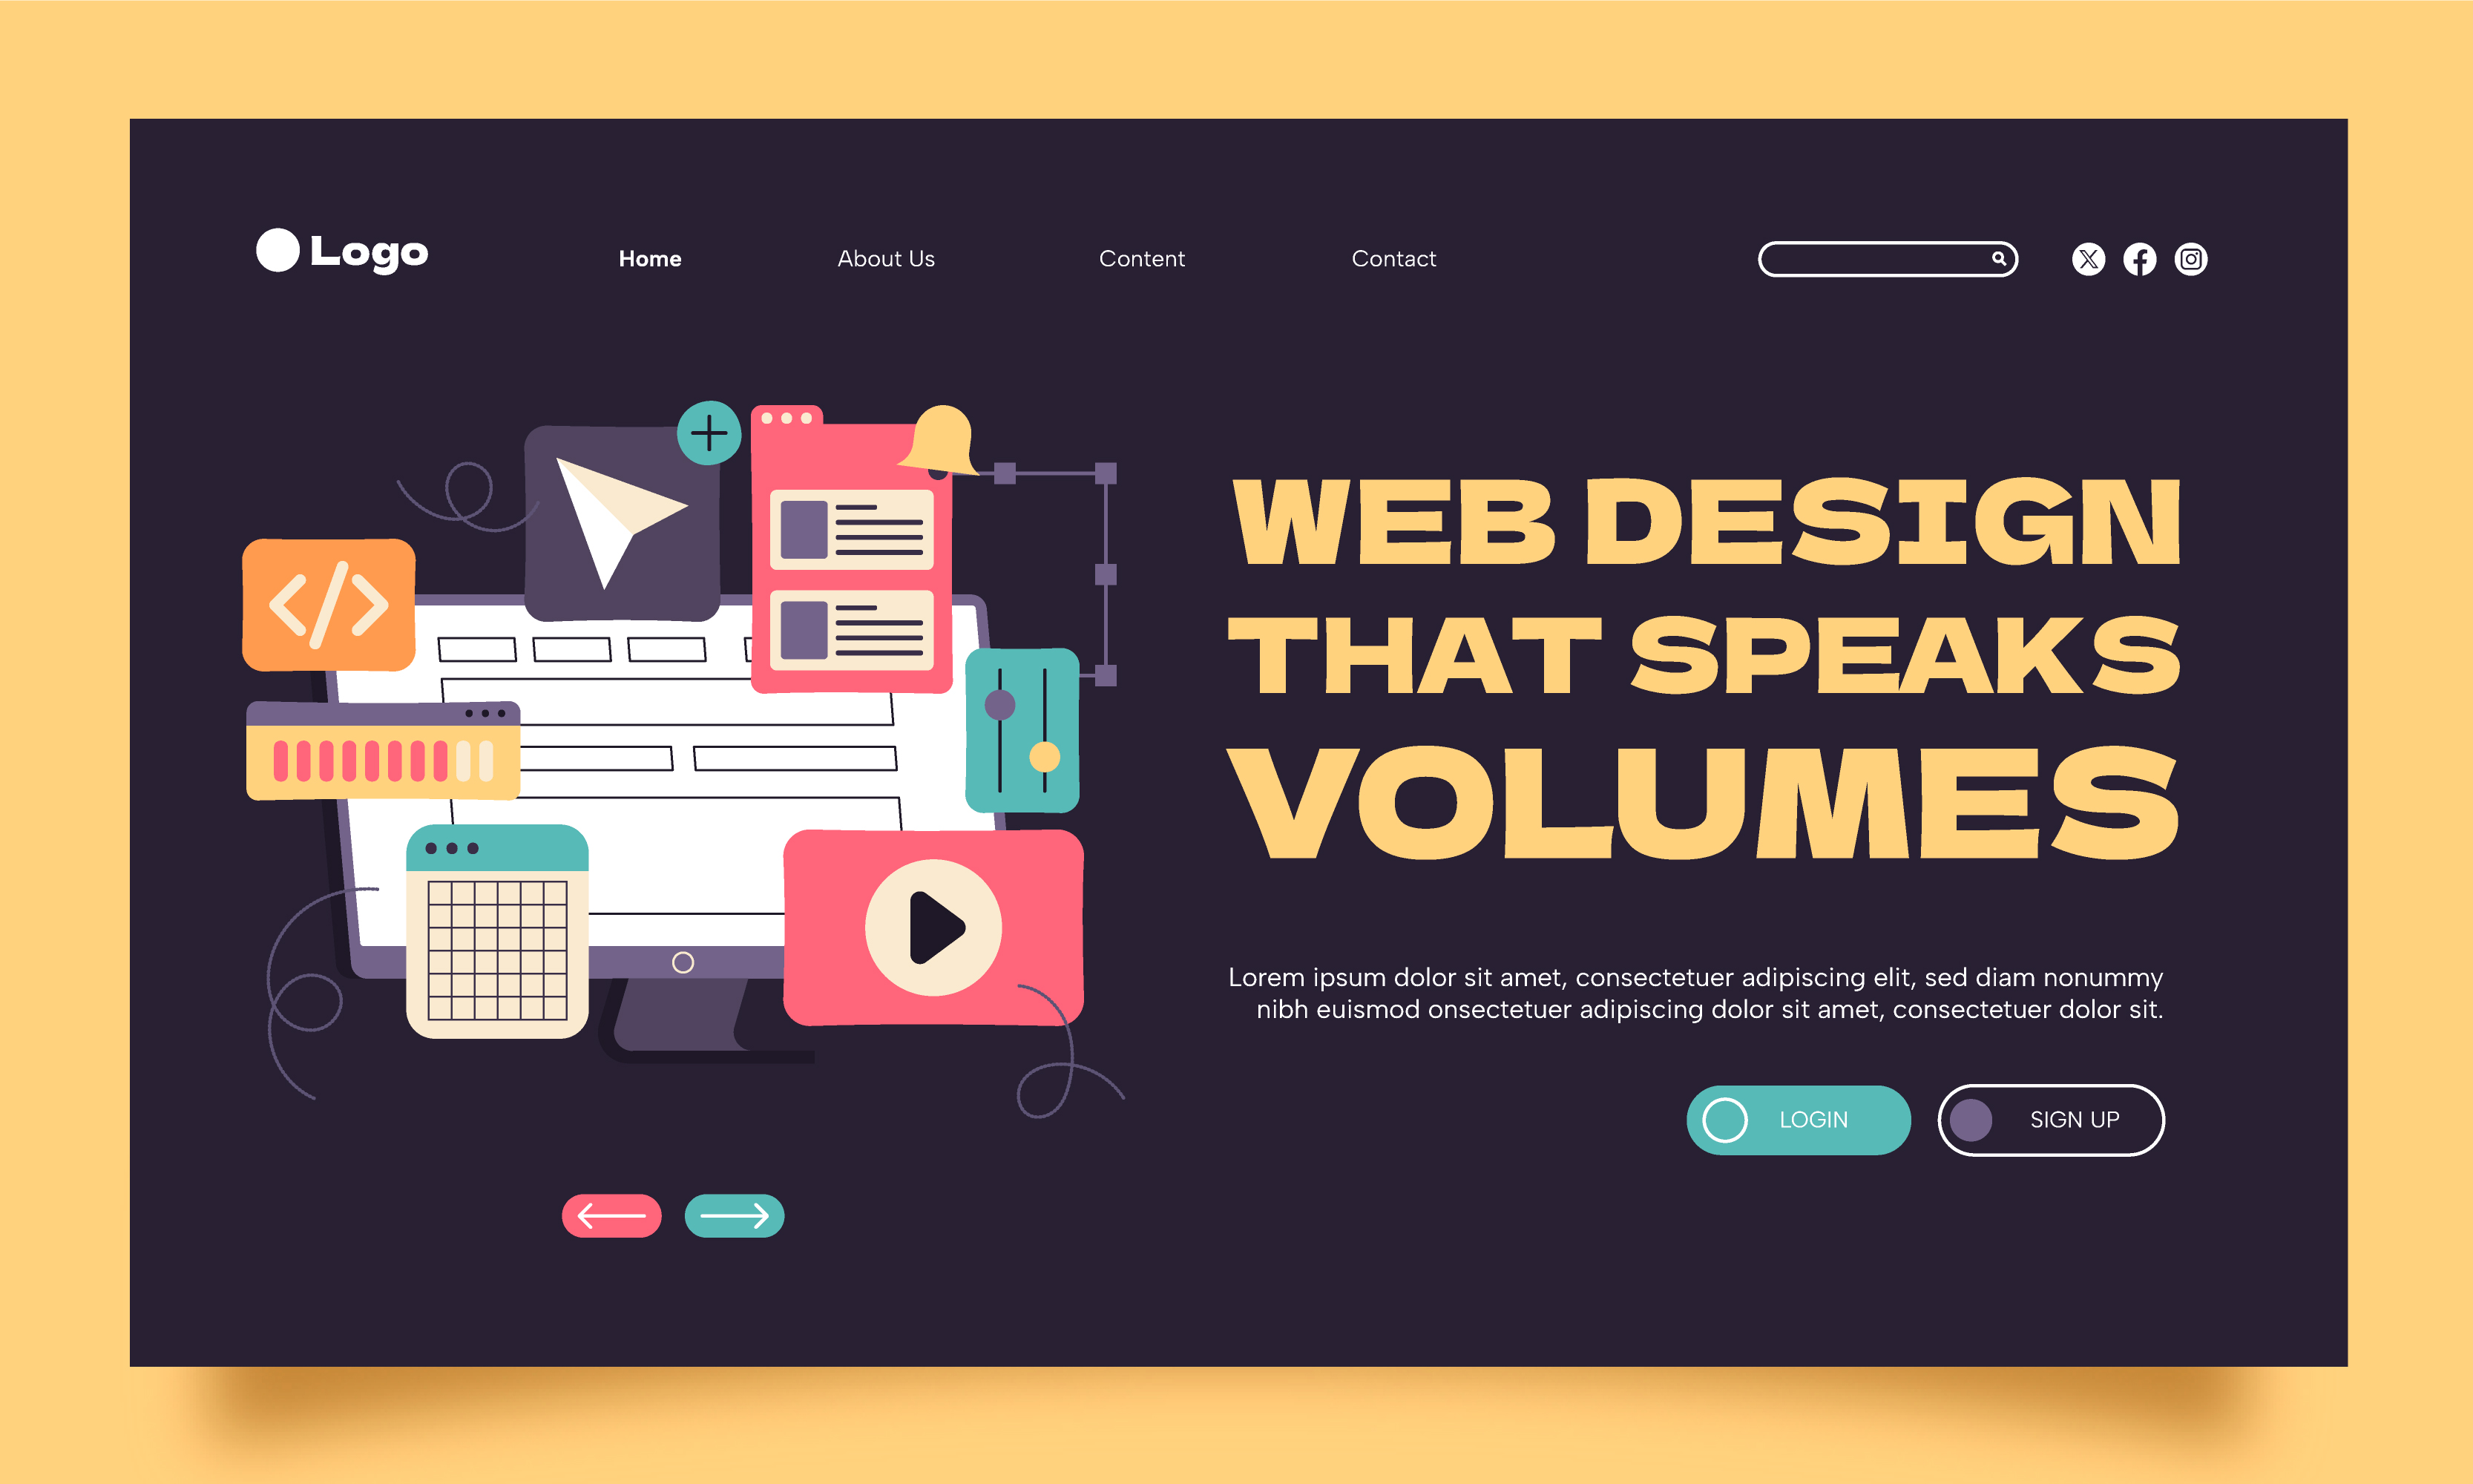 Logo
Home About Us Content Contact
WEB DESIGN
THAT SPEAKS
VOLUMES
Lorem ipsum dolor sit amet, consectetuer adipiscing elit, sed diam nonummy
nibh euismod onsectetuer adipiscing dolor sit amet, consectetuer dolor sit.
LOGIN SIGN UP